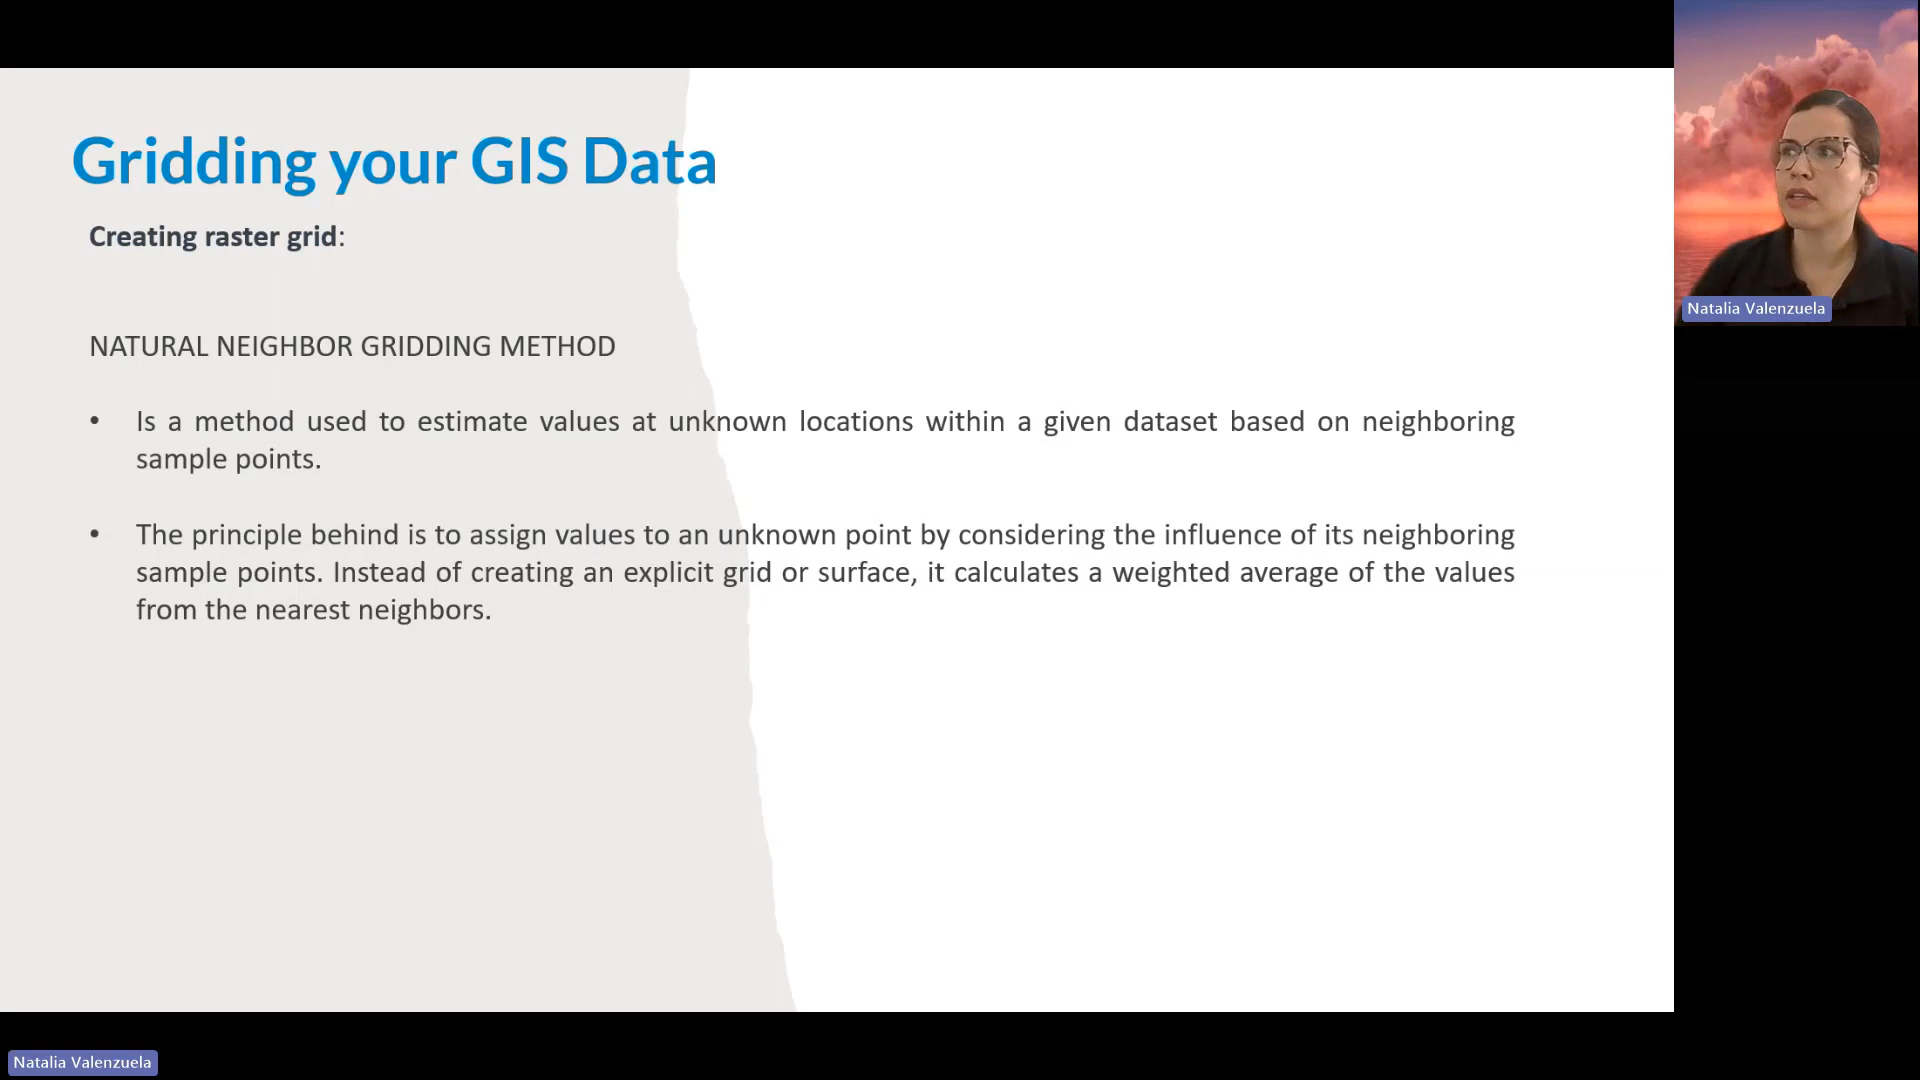 Gridding your GIS Data
Creating raster grid:
NATURAL NEIGHBOR GRIDDING METHOD
• Is a method used to estimate values at unknown locations within a given dataset based on neighboring
sample points.
• The principle behind is to assign values to an unknown point by considering the influence of its neighboring
sample points. Instead of creating an explicit grid or surface, it calculates a weighted average of the values
from the nearest neighbors.
Natalia Valenzuela
Natalia Valenzuela